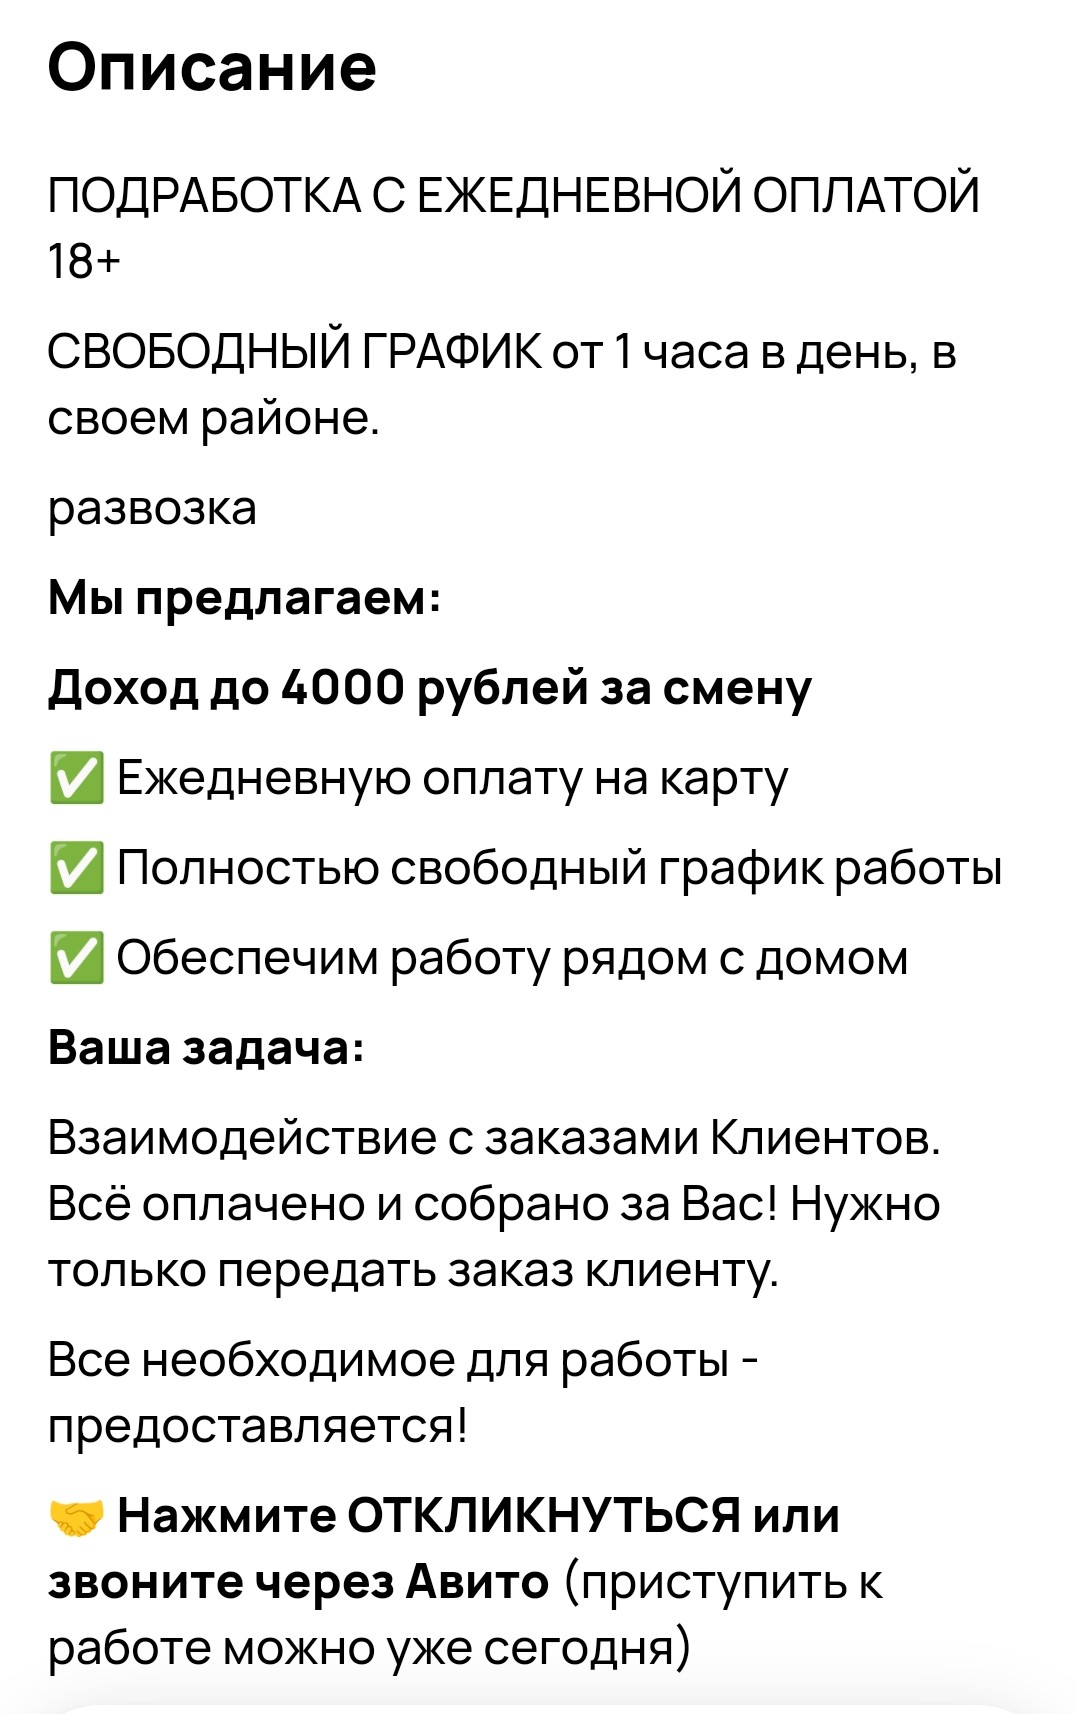 Описание
ПОДРАБОТКА С ЕЖЕДНЕВНОЙ ОПЛАТОЙ
18+
СВОБОДНЫЙ ГРАФИК от 1 часа в день, в
своем районе.
развозка
Мы предлагаем:
Доход до 4000 рублей за смену
✅ Ежедневную оплату на карту
✅ Полностью свободный график работы
✅ Обеспечим работу рядом с домом
Ваша задача:
Взаимодействие с заказами Клиентов.
Всё оплачено и собрано за Вас! Нужно
только передать заказ клиенту.
Все необходимое для работы -
предоставляется!
🤝 Нажмите ОТКЛИКНУТЬСЯ или
звоните через Авито (приступить к
работе можно уже сегодня)